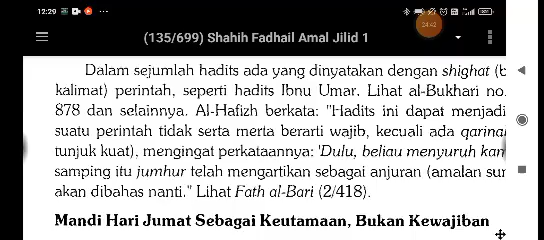 12:29
24:42
(135/699) Shahih Fadhail Amal Jilid 1
Dalam sejumlah hadits ada yang dinyatakan dengan shighat (b
kalimat) perintah, seperti hadits Ibnu Umar. Lihat al-Bukhari no.
878 dan selainnya. Al-Hafizh berkata: "Hadits ini dapat menjadi
suatu perintah tidak serta merta berarti wajib, kecuali ada qarina
tunjuk kuat), mengingat perkataannya: 'Dulu, beliau menyuruh kam
samping itu jumhur telah mengartikan sebagai anjuran (amalan sun
akan dibahas nanti." Lihat Fath al-Bari (2/418).
Mandi Hari Jumat Sebagai Keutamaan, Bukan Kewajiban